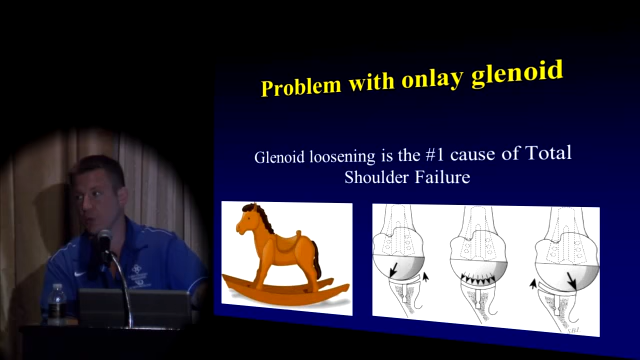 Problem with onlay glenoid
Glenoid loosening is the #1 cause of Total
Shoulder Failure